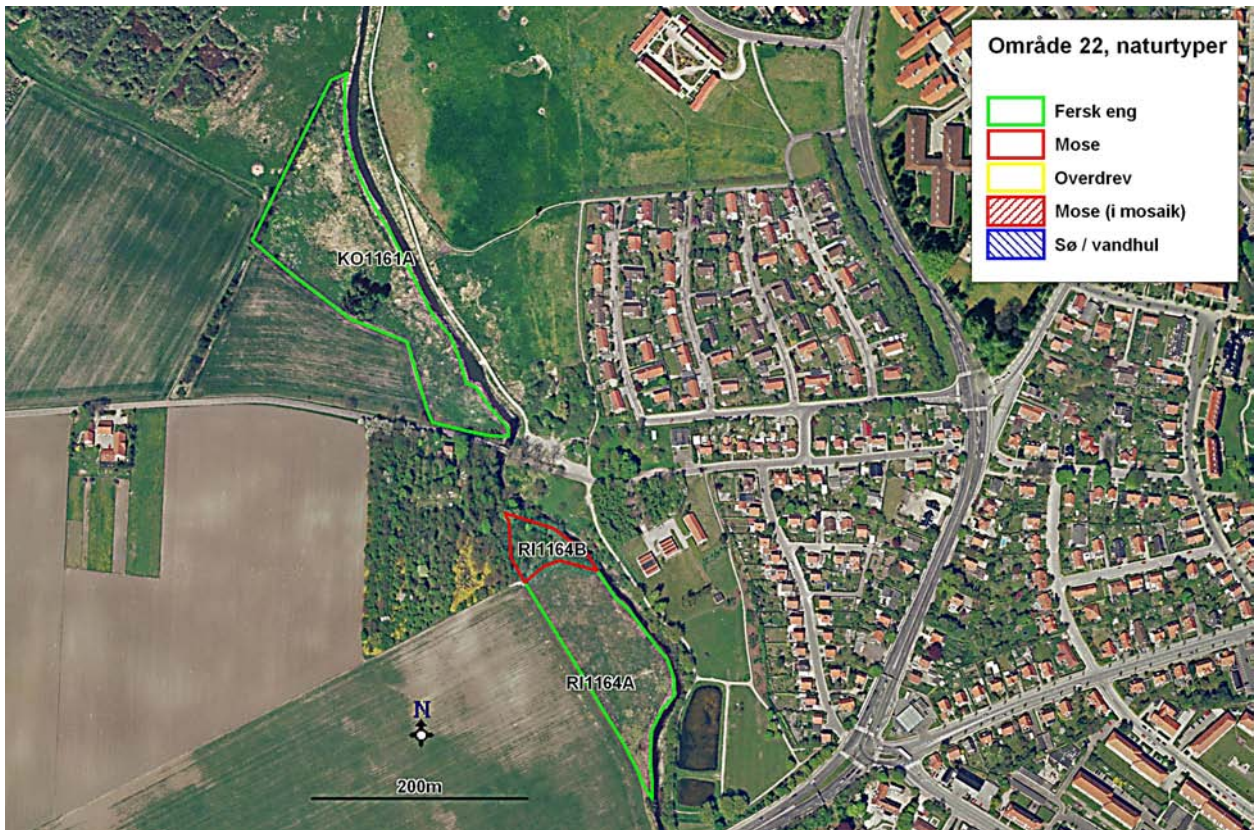 Område 22, naturtyper
Fersk eng
Mose
Overdrev
Mose (i mosaik)
Sø / vandhul
KO1161A
RI1164B
RI1164A
N
200m